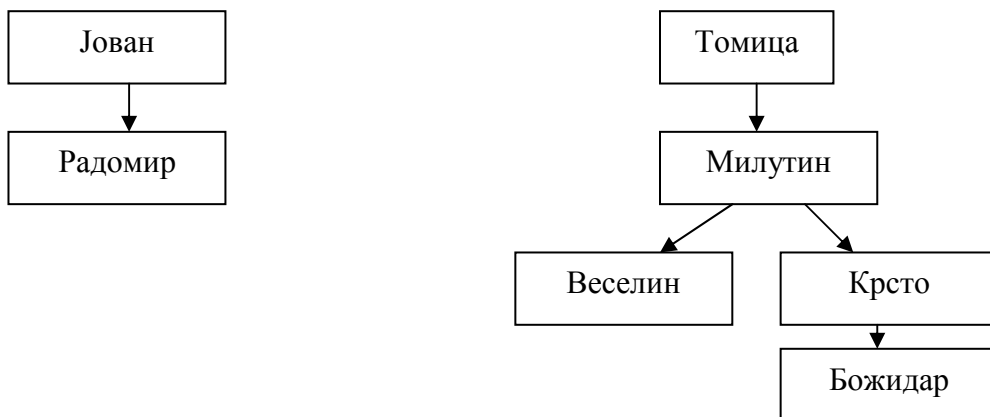 Јован
Томица
Радомир
Милутин
Веселин
Крсто
Божидар